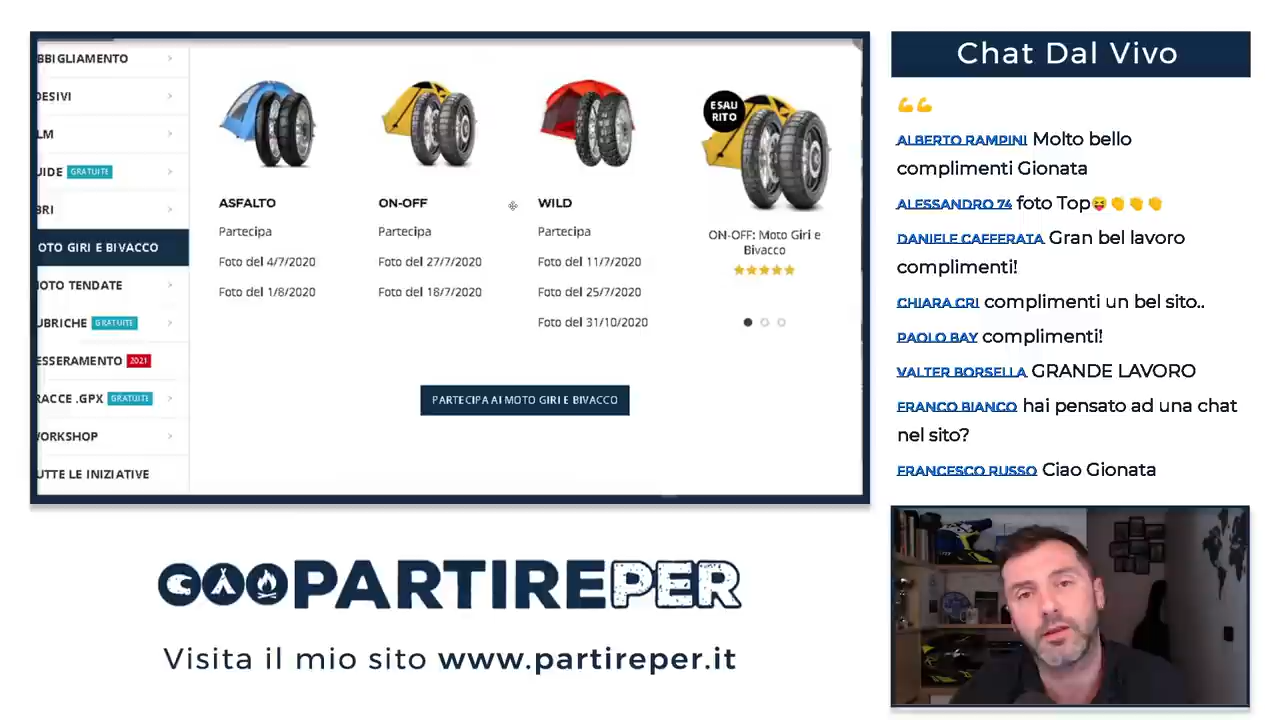 BBIGLIAMENTO
DESIVI
LM
UIDE GRATUITE
BRI
OTO GIRI E BIVACCO
OTO TENDATE
UBRICHE GRATUITE
ESSERAMENTO 2021
RACCE .GPX GRATUITE
WORKSHOP
UTTE LE INIZIATIVE
ASFALTO
Partecipa
Foto del 4/7/2020
Foto del 1/8/2020
ON-OFF
Partecipa
Foto del 27/7/2020
Foto del 18/7/2020
WILD
Partecipa
Foto del 11/7/2020
Foto del 25/7/2020
Foto del 31/10/2020
ESAU
RITO
ON-OFF: Moto Giri e
Bivacco
PARTECIPA AI MOTO GIRI E BIVACCO
PARTIREPER
Visita il mio sito www.partireper.it
Chat Dal Vivo
ALBERTO RAMPINI Molto bello
complimenti Gionata
ALESSANDRO 74 foto Top😝👏👏👏
DANIELE CAFFERATA Gran bel lavoro
complimenti!
CHIARA CRI complimenti un bel sito..
PAOLO BAY complimenti!
VALTER BORSELLA GRANDE LAVORO
FRANCO BIANCO hai pensato ad una chat
nel sito?
FRANCESCO RUSSO Ciao Gionata